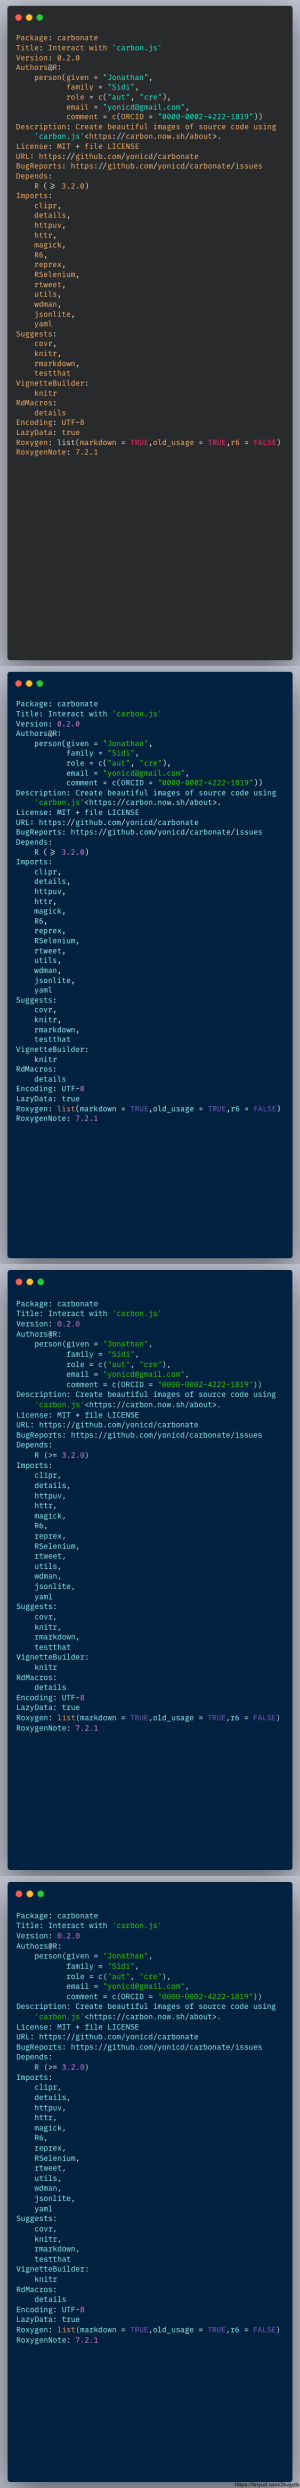 Package: carbonate
Title: Interact with 'carbon.js'
Version: 0.2.0
Authors@R:
    person(given = "Jonathan",
           family = "Sidi",
           role = c("aut", "cre"),
           email = "yonicd@gmail.com",
           comment = c(ORCID = "0000-0002-4222-1819"))
Description: Create beautiful images of source code using
    'carbon.js'<https://carbon.now.sh/about>.
License: MIT + file LICENSE
URL: https://github.com/yonicd/carbonate
BugReports: https://github.com/yonicd/carbonate/issues
Depends:
    R (≥ 3.2.0)
Imports:
    clipr,
    details,
    httpuv,
    httr,
    magick,
    R6,
    reprex,
    RSelenium,
    rtweet,
    utils,
    wdman,
    jsonlite,
    yaml
Suggests:
    covr,
    knitr,
    rmarkdown,
    testthat
VignetteBuilder:
    knitr
RdMacros:
    details
Encoding: UTF-8
LazyData: true
Roxygen: list(markdown = TRUE,old_usage = TRUE,r6 = FALSE)
RoxygenNote: 7.2.1
Package: carbonate
Title: Interact with 'carbon.js'
Version: 0.2.0
Authors@R:
    person(given = "Jonathan",
           family = "Sidi",
           role = c("aut", "cre"),
           email = "yonicd@gmail.com",
           comment = c(ORCID = "0000-0002-4222-1819"))
Description: Create beautiful images of source code using
    'carbon.js'<https://carbon.now.sh/about>.
License: MIT + file LICENSE
URL: https://github.com/yonicd/carbonate
BugReports: https://github.com/yonicd/carbonate/issues
Depends:
    R (≥ 3.2.0)
Imports:
    clipr,
    details,
    httpuv,
    httr,
    magick,
    R6,
    reprex,
    RSelenium,
    rtweet,
    utils,
    wdman,
    jsonlite,
    yaml
Suggests:
    covr,
    knitr,
    rmarkdown,
    testthat
VignetteBuilder:
    knitr
RdMacros:
    details
Encoding: UTF-8
LazyData: true
Roxygen: list(markdown = TRUE,old_usage = TRUE,r6 = FALSE)
RoxygenNote: 7.2.1
Package: carbonate
Title: Interact with 'carbon.js'
Version: 0.2.0
Authors@R:
    person(given = "Jonathan",
           family = "Sidi",
           role = c("aut", "cre"),
           email = "yonicd@gmail.com",
           comment = c(ORCID = "0000-0002-4222-1819"))
Description: Create beautiful images of source code using
    'carbon.js'<https://carbon.now.sh/about>.
License: MIT + file LICENSE
URL: https://github.com/yonicd/carbonate
BugReports: https://github.com/yonicd/carbonate/issues
Depends:
    R (>= 3.2.0)
Imports:
    clipr,
    details,
    httpuv,
    httr,
    magick,
    R6,
    reprex,
    RSelenium,
    rtweet,
    utils,
    wdman,
    jsonlite,
    yaml
Suggests:
    covr,
    knitr,
    rmarkdown,
    testthat
VignetteBuilder:
    knitr
RdMacros:
    details
Encoding: UTF-8
LazyData: true
Roxygen: list(markdown = TRUE,old_usage = TRUE,r6 = FALSE)
RoxygenNote: 7.2.1
Package: carbonate
Title: Interact with 'carbon.js'
Version: 0.2.0
Authors@R:
    person(given = "Jonathan",
           family = "Sidi",
           role = c("aut", "cre"),
           email = "yonicd@gmail.com",
           comment = c(ORCID = "0000-0002-4222-1819"))
Description: Create beautiful images of source code using
    'carbon.js'<https://carbon.now.sh/about>.
License: MIT + file LICENSE
URL: https://github.com/yonicd/carbonate
BugReports: https://github.com/yonicd/carbonate/issues
Depends:
    R (>= 3.2.0)
Imports:
    clipr,
    details,
    httpuv,
    httr,
    magick,
    R6,
    reprex,
    RSelenium,
    rtweet,
    utils,
    wdman,
    jsonlite,
    yaml
Suggests:
    covr,
    knitr,
    rmarkdown,
    testthat
VignetteBuilder:
    knitr
RdMacros:
    details
Encoding: UTF-8
LazyData: true
Roxygen: list(markdown = TRUE,old_usage = TRUE,r6 = FALSE)
RoxygenNote: 7.2.1